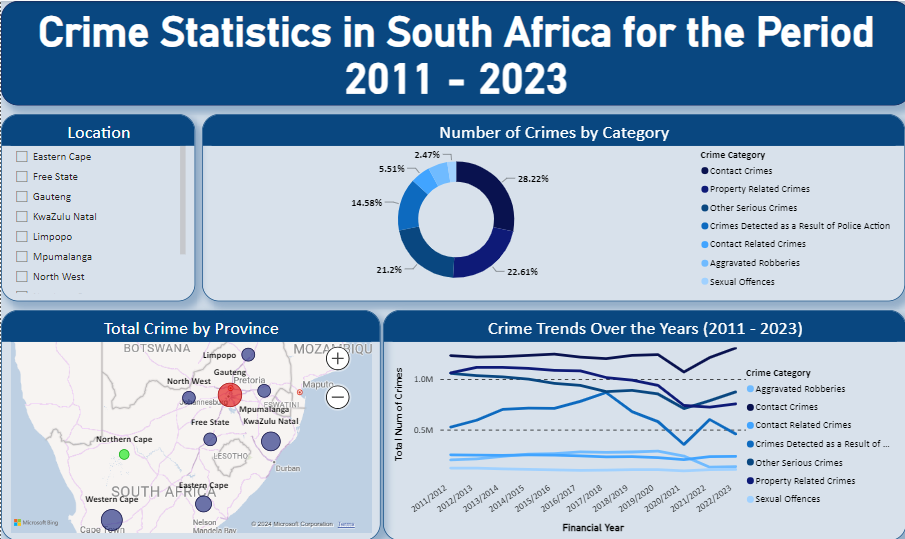 Crime Statistics in South Africa for the Period
2011 - 2023
Location
Eastern Cape
Free State
Gauteng
KwaZulu Natal
Limpopo
Mpumalanga
North West
Number of Crimes by Category
2.47%
5.51%
14.58%
21.2%
28.22%
22.61%
Crime Category
Contact Crimes
Property Related Crimes
Other Serious Crimes
Crimes Detected as a Result of Police Action
Contact Related Crimes
Aggravated Robberies
Sexual Offences
Total Crime by Province
BOTSWANA
MOZAMBIQU
Limpopo
Gauteng
North West
Pretoria
Maputo
Johannesburg
Mpumalanga
ESWATINI
Free State
KwaZulu Natal
Northern Cape
LESOTHO
Durban
SOUTH AFRICA
Eastern Cape
Western Cape
Cape Town
Nelson
Mandela Bay
Microsoft Bing
© 2024 Microsoft Corporation Terms
Crime Trends Over the Years (2011 - 2023)
Total Num of Crimes
1.0M
0.5M
2011/2012
2012/2013
2013/2014
2014/2015
2015/2016
2016/2017
2017/2018
2018/2019
2019/2020
2020/2021
2021/2022
2022/2023
Financial Year
Crime Category
Aggravated Robberies
Contact Crimes
Contact Related Crimes
Crimes Detected as a Result of ...
Other Serious Crimes
Property Related Crimes
Sexual Offences